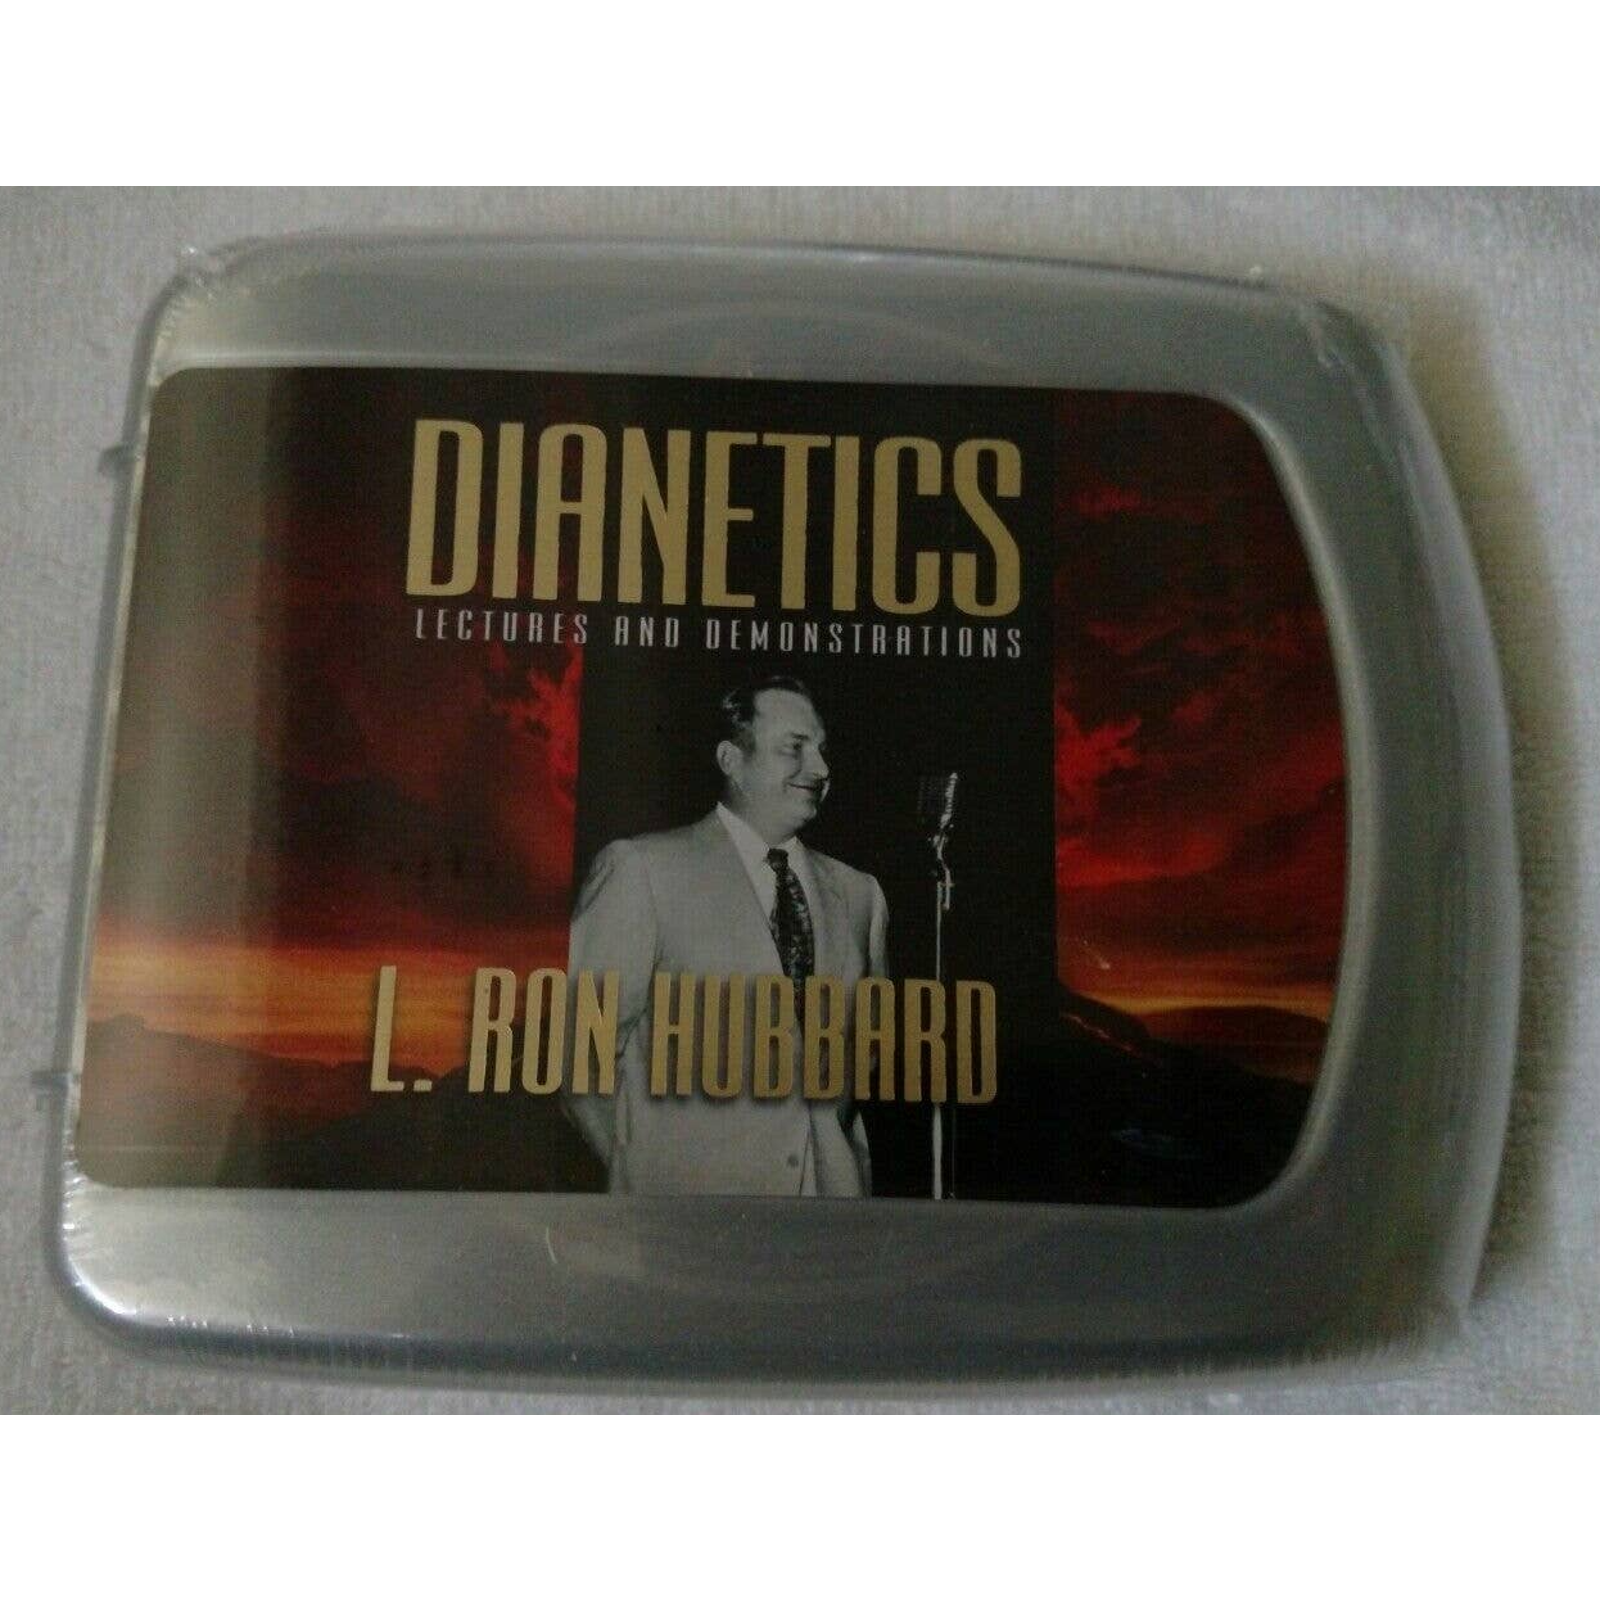 DIANETICS
LECTURES AND DEMONSTRATIONS
L. RON HUBBARD